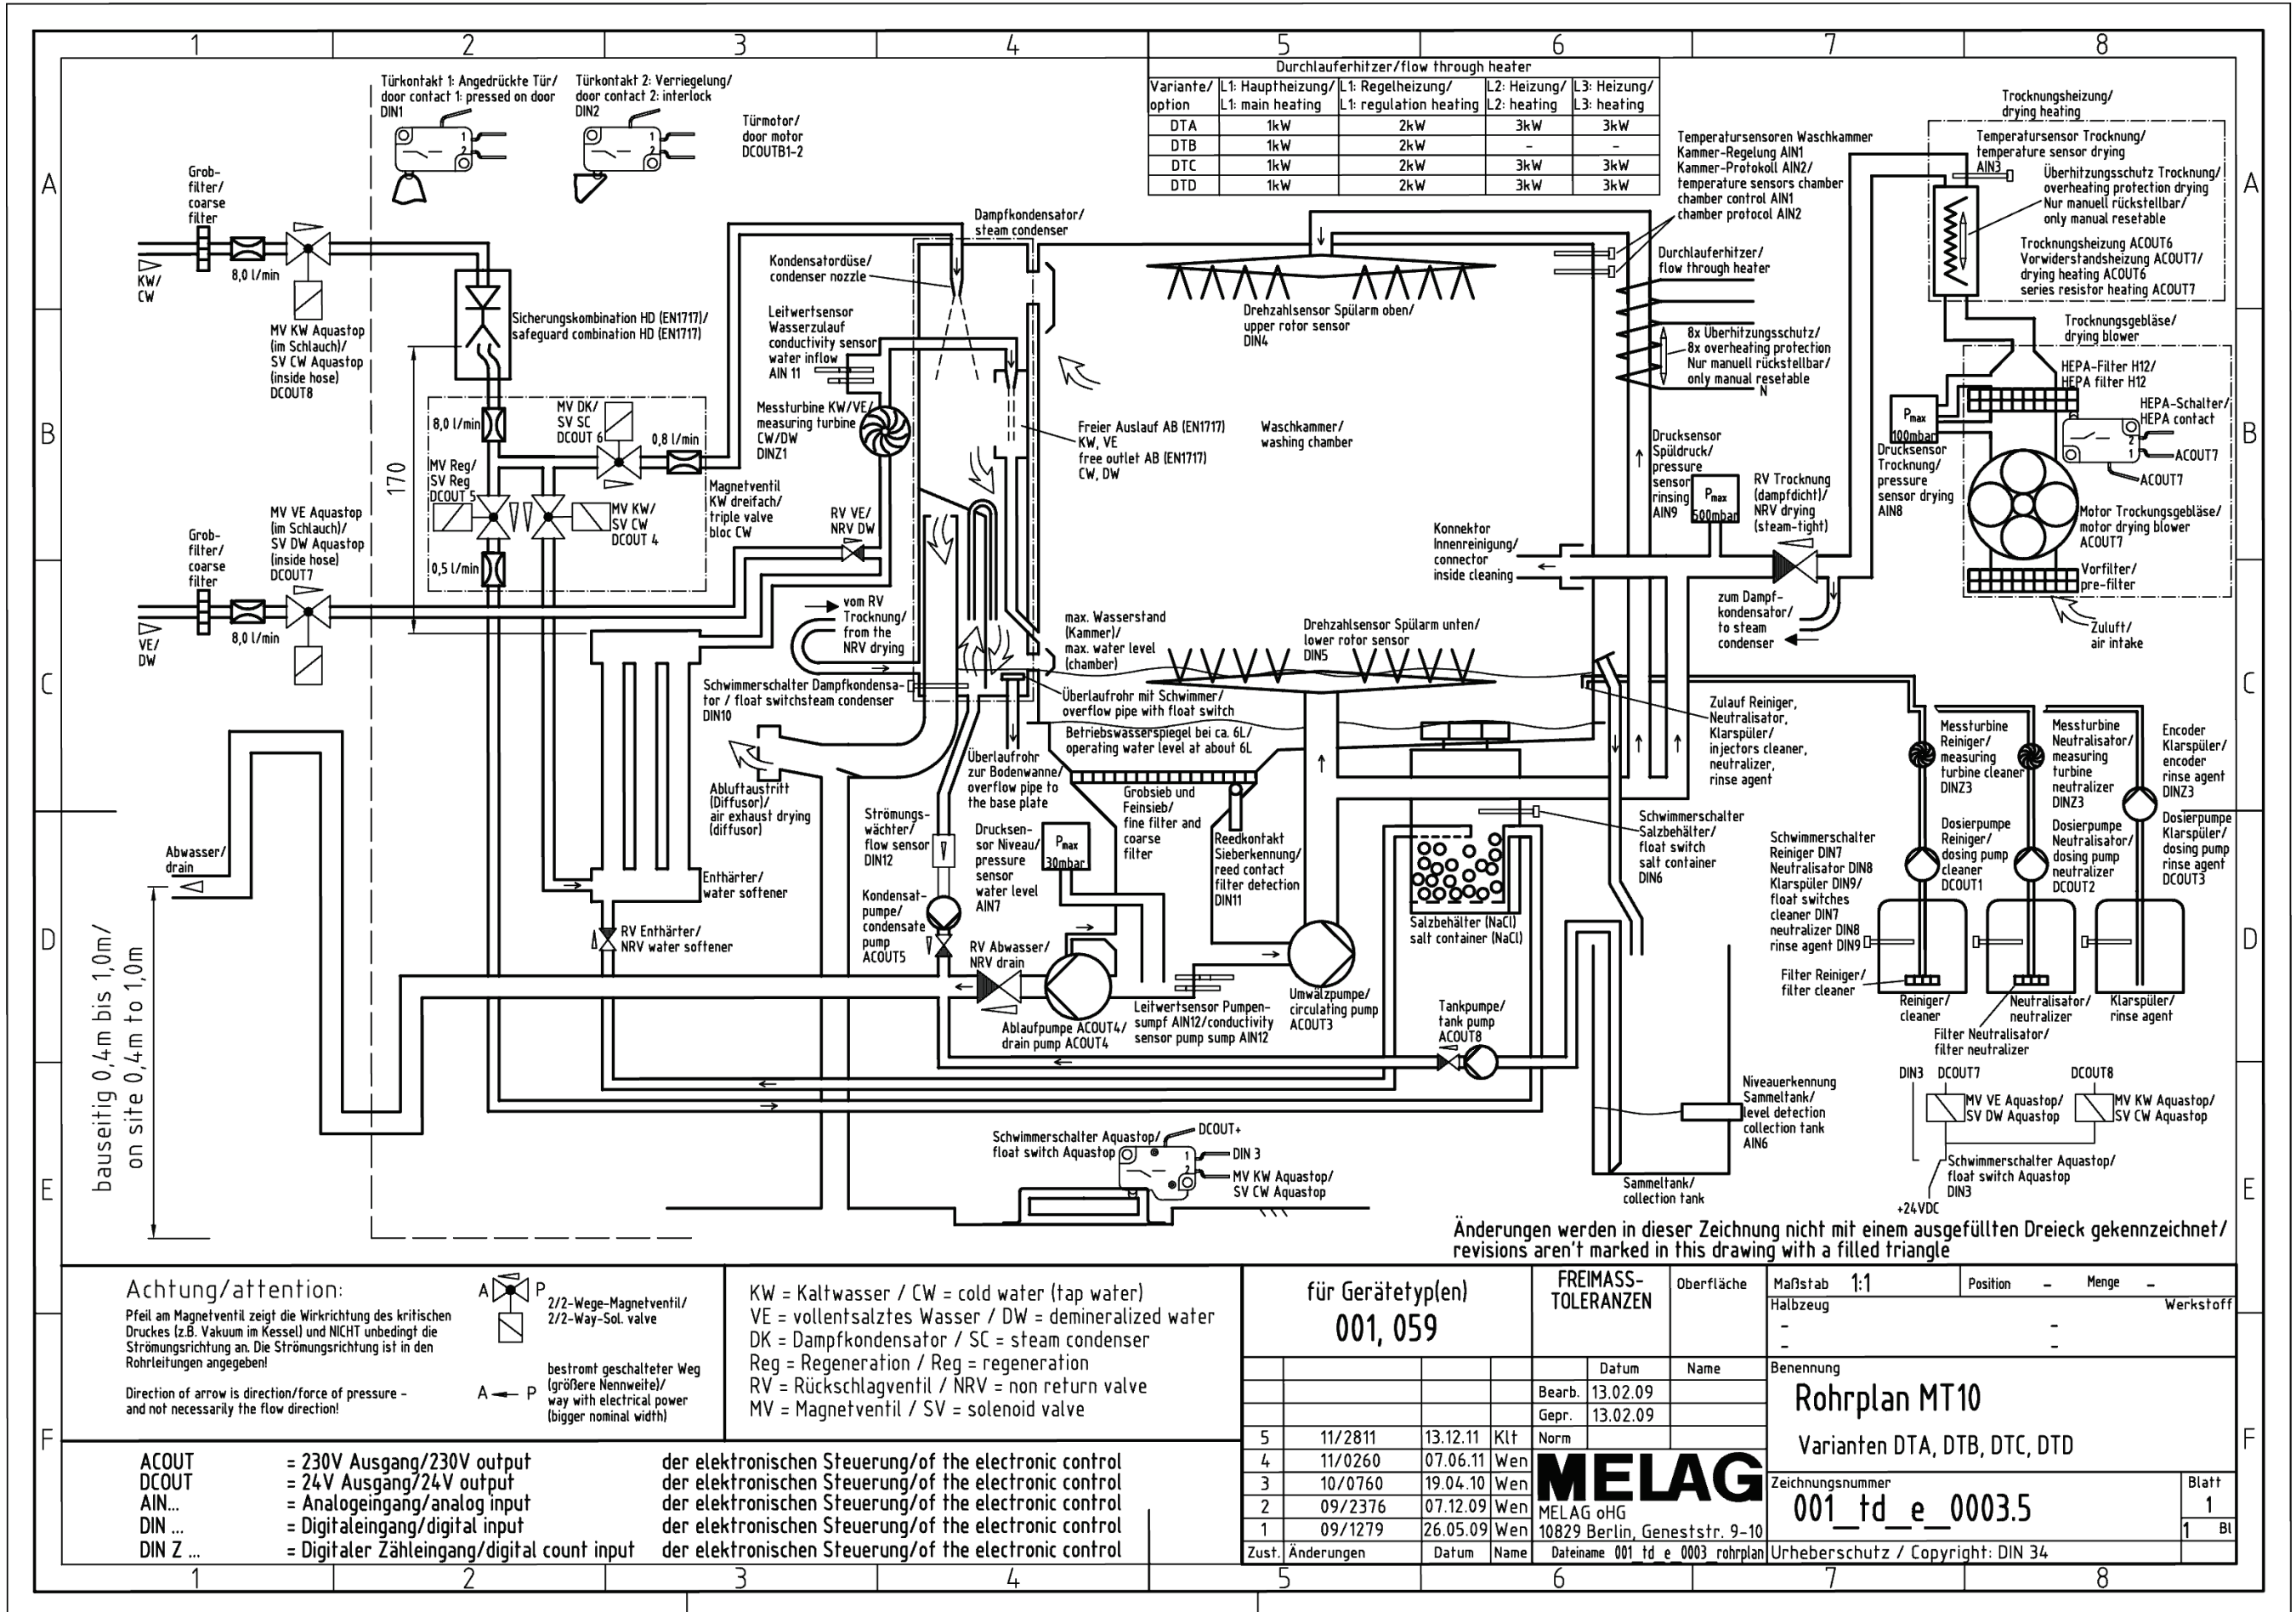 1 2 3 4 5 6 7 8
A
B
C
D
E
F
A
B
C
D
E
F
Türkontakt 1: Angedrückte Tür/
door contact 1: pressed on door
DIN1
1
2
Türkontakt 2: Verriegelung/
door contact 2: interlock
DIN2
1
2
Türmotor/
door motor
DCOUTB1-2
Durchlauferhitzer/flow through heater
Variante/ L1: Hauptheizung/ L1: Regelheizung/ L2: Heizung/ L3: Heizung/
option L1: main heating L1: regulation heating L2: heating L3: heating
DTA 1kW 2kW 3kW 3kW
DTB 1kW 2kW - -
DTC 1kW 2kW 3kW 3kW
DTD 1kW 2kW 3kW 3kW
Trocknungsheizung/
drying heating
Temperatursensor Trocknung/
temperature sensor drying
AIN3
Überhitzungsschutz Trocknung/
overheating protection drying
Nur manuell rückstellbar/
only manual resetable
Trocknungsheizung ACOUT6
Vorwiderstandsheizung ACOUT7/
drying heating ACOUT6
series resistor heating ACOUT7
Temperatursensoren Waschkammer
Kammer-Regelung AIN1
Kammer-Protokoll AIN2/
temperature sensors chamber
chamber control AIN1
chamber protocol AIN2
Durchlauferhitzer/
flow through heater
8x Überhitzungsschutz/
8x overheating protection
Nur manuell rückstellbar/
only manual resetable
N
Trocknungsgebläse/
drying blower
HEPA-Filter H12/
HEPA filter H12
HEPA-Schalter/
HEPA contact
2
1
ACOUT7
ACOUT7
Pmax
100mbar
Drucksensor
Trocknung/
pressure
sensor drying
AIN8
Motor Trocknungsgebläse/
motor drying blower
ACOUT7
Vorfilter/
pre-filter
Zuluft/
air intake
Drucksensor
Spüldruck/
pressure
sensor
rinsing
AIN9
Pmax
500mbar
RV Trocknung
(dampfdicht)/
NRV drying
(steam-tight)
Konnektor
Innenreinigung/
connector
inside cleaning
zum Dampf-
kondensator/
to steam
condenser
Grob-
filter/
coarse
filter
KW/
CW
8,0 l/min
MV KW Aquastop
(im Schlauch)/
SV CW Aquastop
(inside hose)
DCOUT8
Sicherungskombination HD (EN1717)/
safeguard combination HD (EN1717)
170
8,0 l/min
MV DK/
SV SC
DCOUT 6
0,8 l/min
MV Reg/
SV Reg
DCOUT 5
MV KW/
SV CW
DCOUT 4
0,5 l/min
Magnetventil
KW dreifach/
triple valve
bloc CW
Grob-
filter/
coarse
filter
MV VE Aquastop
(im Schlauch)/
SV DW Aquastop
(inside hose)
DCOUT7
VE/
DW
8,0 l/min
Dampfkondensator/
steam condenser
Kondensatordüse/
condenser nozzle
Leitwertsensor
Wasserzulauf
conductivity sensor
water inflow
AIN 11
Messturbine KW/VE/
measuring turbine
CW/DW
DINZ1
RV VE/
NRV DW
vom RV
Trocknung/
from the
NRV drying
Freier Auslauf AB (EN1717)
KW, VE
free outlet AB (EN1717)
CW, DW
Waschkammer/
washing chamber
Drehzahlsensor Spülarm oben/
upper rotor sensor
DIN4
Drehzahlsensor Spülarm unten/
lower rotor sensor
DIN5
max. Wasserstand
(Kammer)/
max. water level
(chamber)
Schwimmerschalter Dampfkondensa-
tor / float switchsteam condenser
DIN10
Überlaufrohr mit Schwimmer/
overflow pipe with float switch
Betriebswasserspiegel bei ca. 6L/
operating water level at about 6L
Überlaufrohr
zur Bodenwanne/
overflow pipe to
the base plate
Abluftaustritt
(Diffusor)/
air exhaust drying
(diffusor)
Grobsieb und
Feinsieb/
fine filter and
coarse
filter
Strömungs-
wächter/
flow sensor
DIN12
Drucksen-
sor Niveau/
pressure
sensor
water level
AIN7
Pmax
30mbar
Reedkontakt
Sieberkennung/
reed contact
filter detection
DIN11
Kondensat-
pumpe/
condensate
pump
ACOUT5
RV Abwasser/
NRV drain
Ablaufpumpe ACOUT4/
drain pump ACOUT4
Leitwertsensor Pumpen-
sumpf AIN12/conductivity
sensor pump sump AIN12
Umwälzpumpe/
circulating pump
ACOUT3
Salzbehälter (NaCl)
salt container (NaCl)
Schwimmerschalter
Salzbehälter/
float switch
salt container
DIN6
Tankpumpe/
tank pump
ACOUT8
Enthärter/
water softener
RV Enthärter/
NRV water softener
Abwasser/
drain
bauseitig 0,4m bis 1,0m/
on site 0,4m to 1,0m
Zulauf Reiniger,
Neutralisator,
Klarspüler/
injectors cleaner,
neutralizer,
rinse agent
Messturbine
Reiniger/
measuring
turbine cleaner
DINZ3
Messturbine
Neutralisator/
measuring
turbine
neutralizer
DINZ3
Encoder
Klarspüler/
encoder
rinse agent
DINZ3
Schwimmerschalter
Reiniger DIN7
Neutralisator DIN8
Klarspüler DIN9/
float switches
cleaner DIN7
neutralizer DIN8
rinse agent DIN9
Dosierpumpe
Reiniger/
dosing pump
cleaner
DCOUT1
Dosierpumpe
Neutralisator/
dosing pump
neutralizer
DCOUT2
Dosierpumpe
Klarspüler/
dosing pump
rinse agent
DCOUT3
Filter Reiniger/
filter cleaner
Reiniger/
cleaner
Neutralisator/
neutralizer
Klarspüler/
rinse agent
Filter Neutralisator/
filter neutralizer
Niveauerkennung
Sammeltank/
level detection
collection tank
AIN6
Sammeltank/
collection tank
DIN3 DCOUT7 DCOUT8
MV VE Aquastop/
SV DW Aquastop
MV KW Aquastop/
SV CW Aquastop
Schwimmerschalter Aquastop/
float switch Aquastop
DIN3
+24VDC
Schwimmerschalter Aquastop/
float switch Aquastop
DCOUT+
1
2
DIN 3
MV KW Aquastop/
SV CW Aquastop
Änderungen werden in dieser Zeichnung nicht mit einem ausgefüllten Dreieck gekennzeichnet/
revisions aren't marked in this drawing with a filled triangle
Achtung/attention:
Pfeil am Magnetventil zeigt die Wirkrichtung des kritischen
Druckes (z.B. Vakuum im Kessel) und NICHT unbedingt die
Strömungsrichtung an. Die Strömungsrichtung ist in den
Rohrleitungen angegeben!
Direction of arrow is direction/force of pressure -
and not necessarily the flow direction!
A P
2/2-Wege-Magnetventil/
2/2-Way-Sol. valve
A P
bestromt geschalteter Weg
(größere Nennweite)/
way with electrical power
(bigger nominal width)
KW = Kaltwasser / CW = cold water (tap water)
VE = vollentsalztes Wasser / DW = demineralized water
DK = Dampfkondensator / SC = steam condenser
Reg = Regeneration / Reg = regeneration
RV = Rückschlagventil / NRV = non return valve
MV = Magnetventil / SV = solenoid valve
ACOUT = 230V Ausgang/230V output der elektronischen Steuerung/of the electronic control
DCOUT = 24V Ausgang/24V output der elektronischen Steuerung/of the electronic control
AIN... = Analogeingang/analog input der elektronischen Steuerung/of the electronic control
DIN ... = Digitaleingang/digital input der elektronischen Steuerung/of the electronic control
DIN Z ... = Digitaler Zähleingang/digital count input der elektronischen Steuerung/of the electronic control
für Gerätetyp(en)
001, 059
FREIMASS-
TOLERANZEN
Oberfläche
Maßstab 1:1
Position - Menge -
Halbzeug Werkstoff
- -
- -
Datum Name
Bearb. 13.02.09
Gepr. 13.02.09
Norm
Benennung
Rohrplan MT10
Varianten DTA, DTB, DTC, DTD
5 11/2811 13.12.11 Klt
4 11/0260 07.06.11 Wen
3 10/0760 19.04.10 Wen
2 09/2376 07.12.09 Wen
1 09/1279 26.05.09 Wen
Zust. Änderungen Datum Name
MELAG
MELAG oHG
10829 Berlin, Geneststr. 9-10
Dateiname 001_td_e_0003_rohrplan
Zeichnungsnummer
001_td_e_0003.5
Blatt
1
1 Bl
Urheberschutz / Copyright: DIN 34
1 2 3 4 5 6 7 8